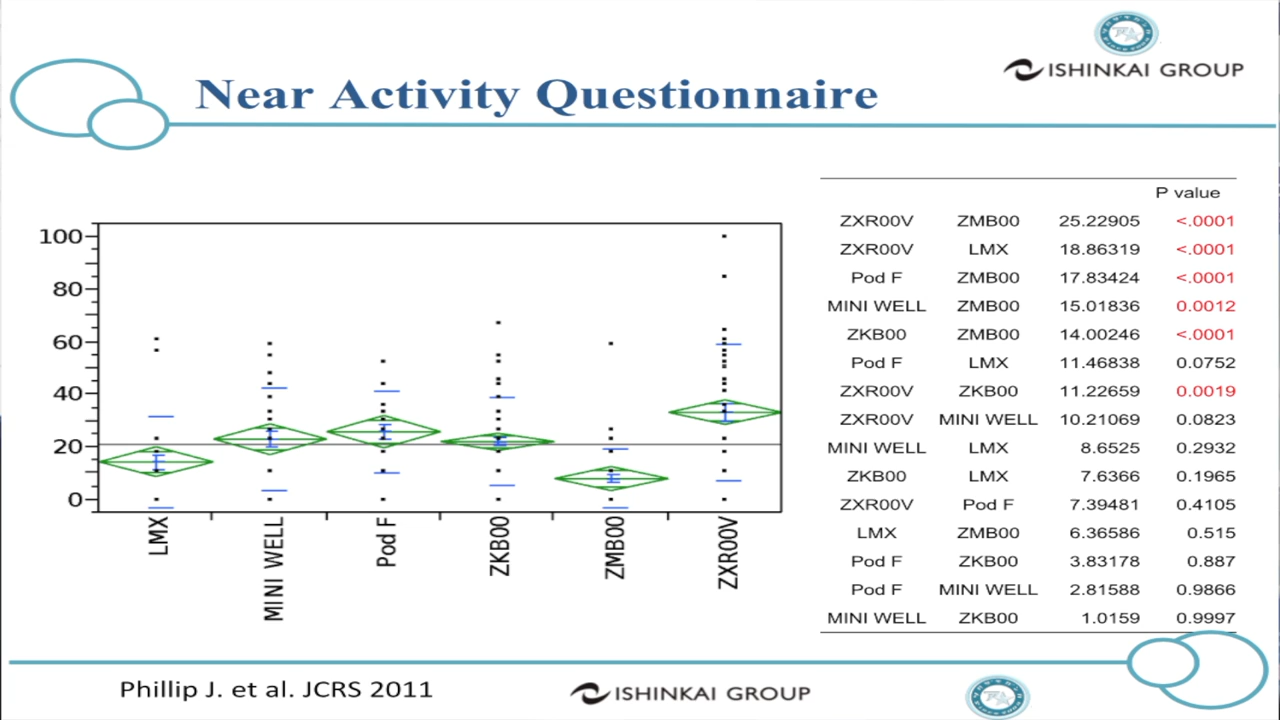 ISHINKAI GROUP
Near Activity Questionnaire
100
80
60
40
20
0
LMX
MINI WELL
Pod F
ZKB00
ZMB00
ZXR00V
P value
ZXR00V ZMB00 25.22905 <.0001
ZXR00V LMX 18.86319 <.0001
Pod F ZMB00 17.83424 <.0001
MINI WELL ZMB00 15.01836 0.0012
ZKB00 ZMB00 14.00246 <.0001
Pod F LMX 11.46838 0.0752
ZXR00V ZKB00 11.22659 0.0019
ZXR00V MINI WELL 10.21069 0.0823
MINI WELL LMX 8.6525 0.2932
ZKB00 LMX 7.6366 0.1965
ZXR00V Pod F 7.39481 0.4105
LMX ZMB00 6.36586 0.515
Pod F ZKB00 3.83178 0.887
Pod F MINI WELL 2.81588 0.9866
MINI WELL ZKB00 1.0159 0.9997
Phillip J. et al. JCRS 2011
ISHINKAI GROUP